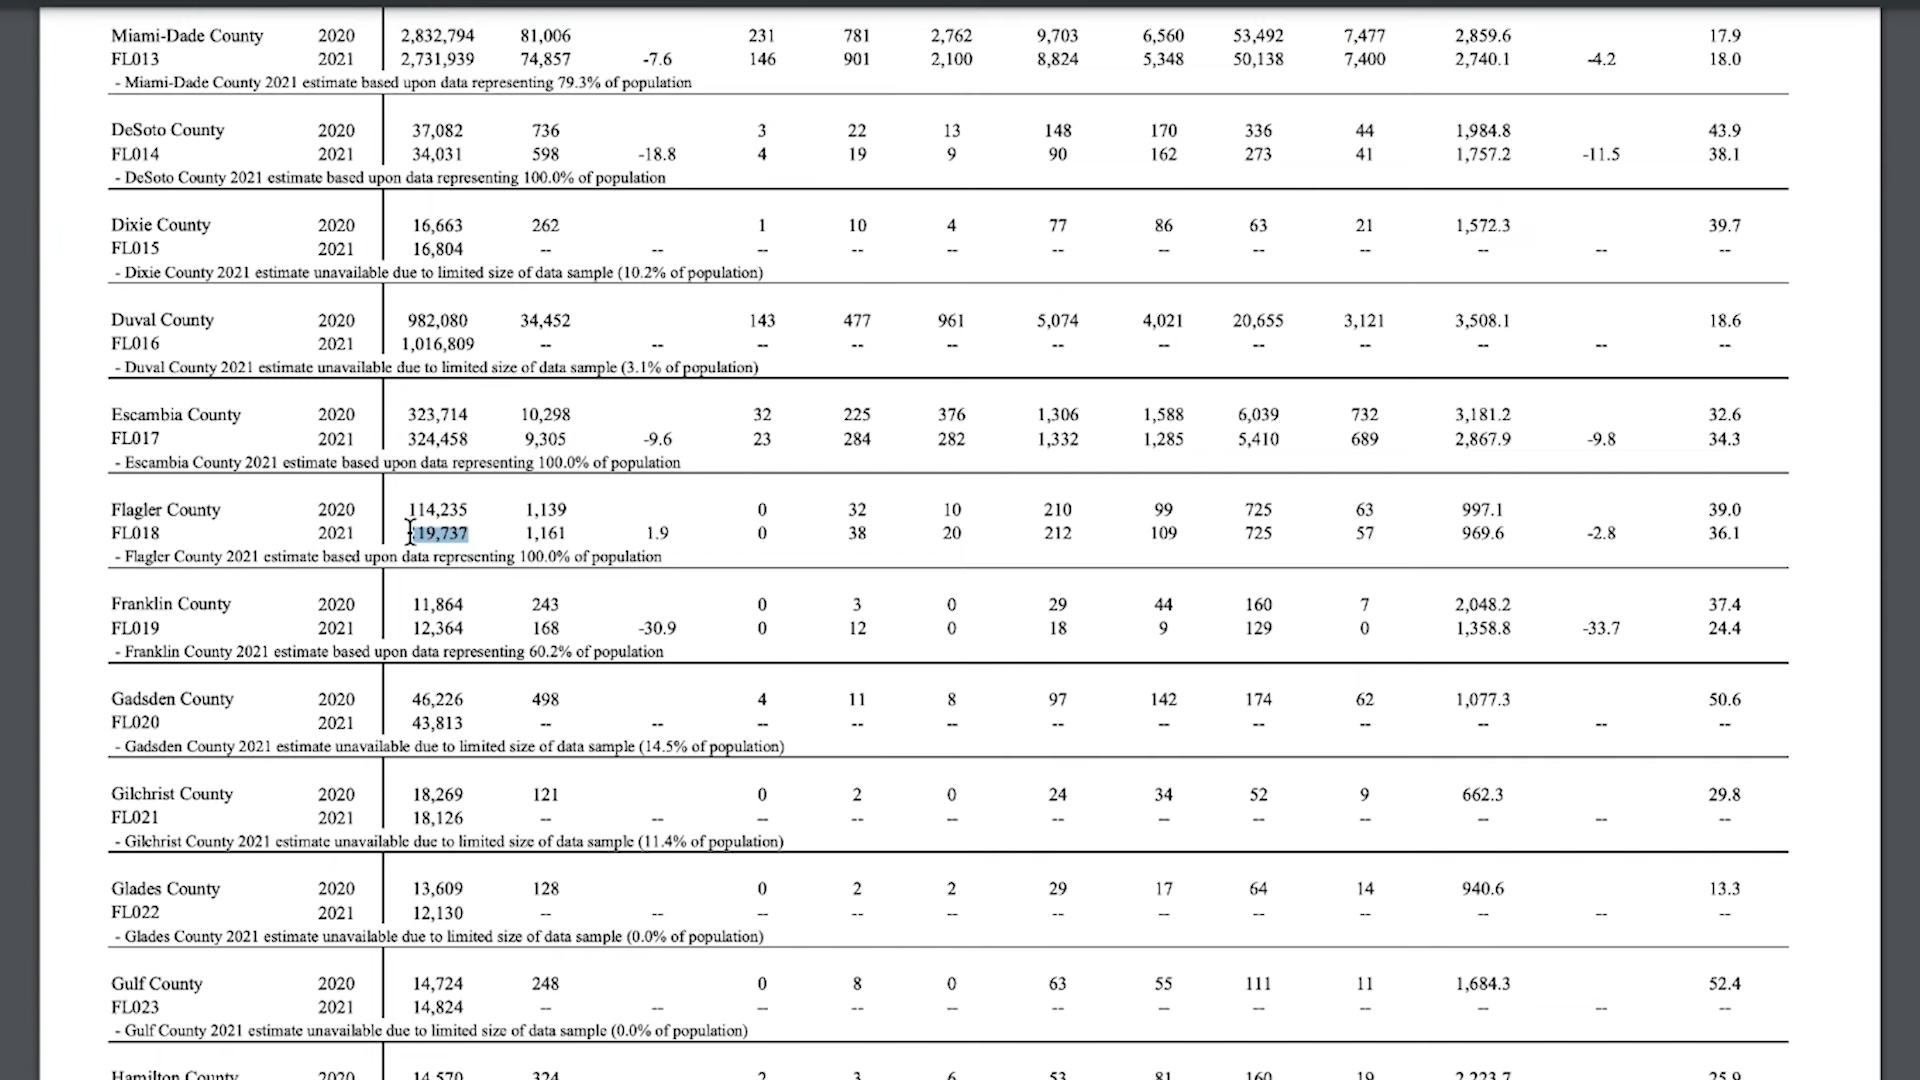 Miami-Dade County 2020 2,832,794 81,006 231 781 2,762 9,703 6,560 53,492 7,477 2,859.6 17.9
FL013 2021 2,731,939 74,857 -7.6 146 901 2,100 8,824 5,348 50,138 7,400 2,740.1 -4.2 18.0
- Miami-Dade County 2021 estimate based upon data representing 79.3% of population
DeSoto County 2020 37,082 736 3 22 13 148 170 336 44 1,984.8 43.9
FL014 2021 34,031 598 -18.8 4 19 9 90 162 273 41 1,757.2 -11.5 38.1
- DeSoto County 2021 estimate based upon data representing 100.0% of population
Dixie County 2020 16,663 262 1 10 4 77 86 63 21 1,572.3 39.7
FL015 2021 16,804 -- -- -- -- -- -- -- -- -- -- -- --
- Dixie County 2021 estimate unavailable due to limited size of data sample (10.2% of population)
Duval County 2020 982,080 34,452 143 477 961 5,074 4,021 20,655 3,121 3,508.1 18.6
FL016 2021 1,016,809 -- -- -- -- -- -- -- -- -- -- -- --
- Duval County 2021 estimate unavailable due to limited size of data sample (3.1% of population)
Escambia County 2020 323,714 10,298 32 225 376 1,306 1,588 6,039 732 3,181.2 32.6
FL017 2021 324,458 9,305 -9.6 23 284 282 1,332 1,285 5,410 689 2,867.9 -9.8 34.3
- Escambia County 2021 estimate based upon data representing 100.0% of population
Flagler County 2020 114,235 1,139 0 32 10 210 99 725 63 997.1 39.0
FL018 2021 119,737 1,161 1.9 0 38 20 212 109 725 57 969.6 -2.8 36.1
- Flagler County 2021 estimate based upon data representing 100.0% of population
Franklin County 2020 11,864 243 0 3 0 29 44 160 7 2,048.2 37.4
FL019 2021 12,364 168 -30.9 0 12 0 18 9 129 0 1,358.8 -33.7 24.4
- Franklin County 2021 estimate based upon data representing 60.2% of population
Gadsden County 2020 46,226 498 4 11 8 97 142 174 62 1,077.3 50.6
FL020 2021 43,813 -- -- -- -- -- -- -- -- -- -- -- --
- Gadsden County 2021 estimate unavailable due to limited size of data sample (14.5% of population)
Gilchrist County 2020 18,269 121 0 2 0 24 34 52 9 662.3 29.8
FL021 2021 18,126 -- -- -- -- -- -- -- -- -- -- -- --
- Gilchrist County 2021 estimate unavailable due to limited size of data sample (11.4% of population)
Glades County 2020 13,609 128 0 2 2 29 17 64 14 940.6 13.3
FL022 2021 12,130 -- -- -- -- -- -- -- -- -- -- -- --
- Glades County 2021 estimate unavailable due to limited size of data sample (0.0% of population)
Gulf County 2020 14,724 248 0 8 0 63 55 111 11 1,684.3 52.4
FL023 2021 14,824 -- -- -- -- -- -- -- -- -- -- -- --
- Gulf County 2021 estimate unavailable due to limited size of data sample (0.0% of population)
Hamilton County 2020 14,570 324 2 3 6 53 81 160 19 2,223.7 25.9